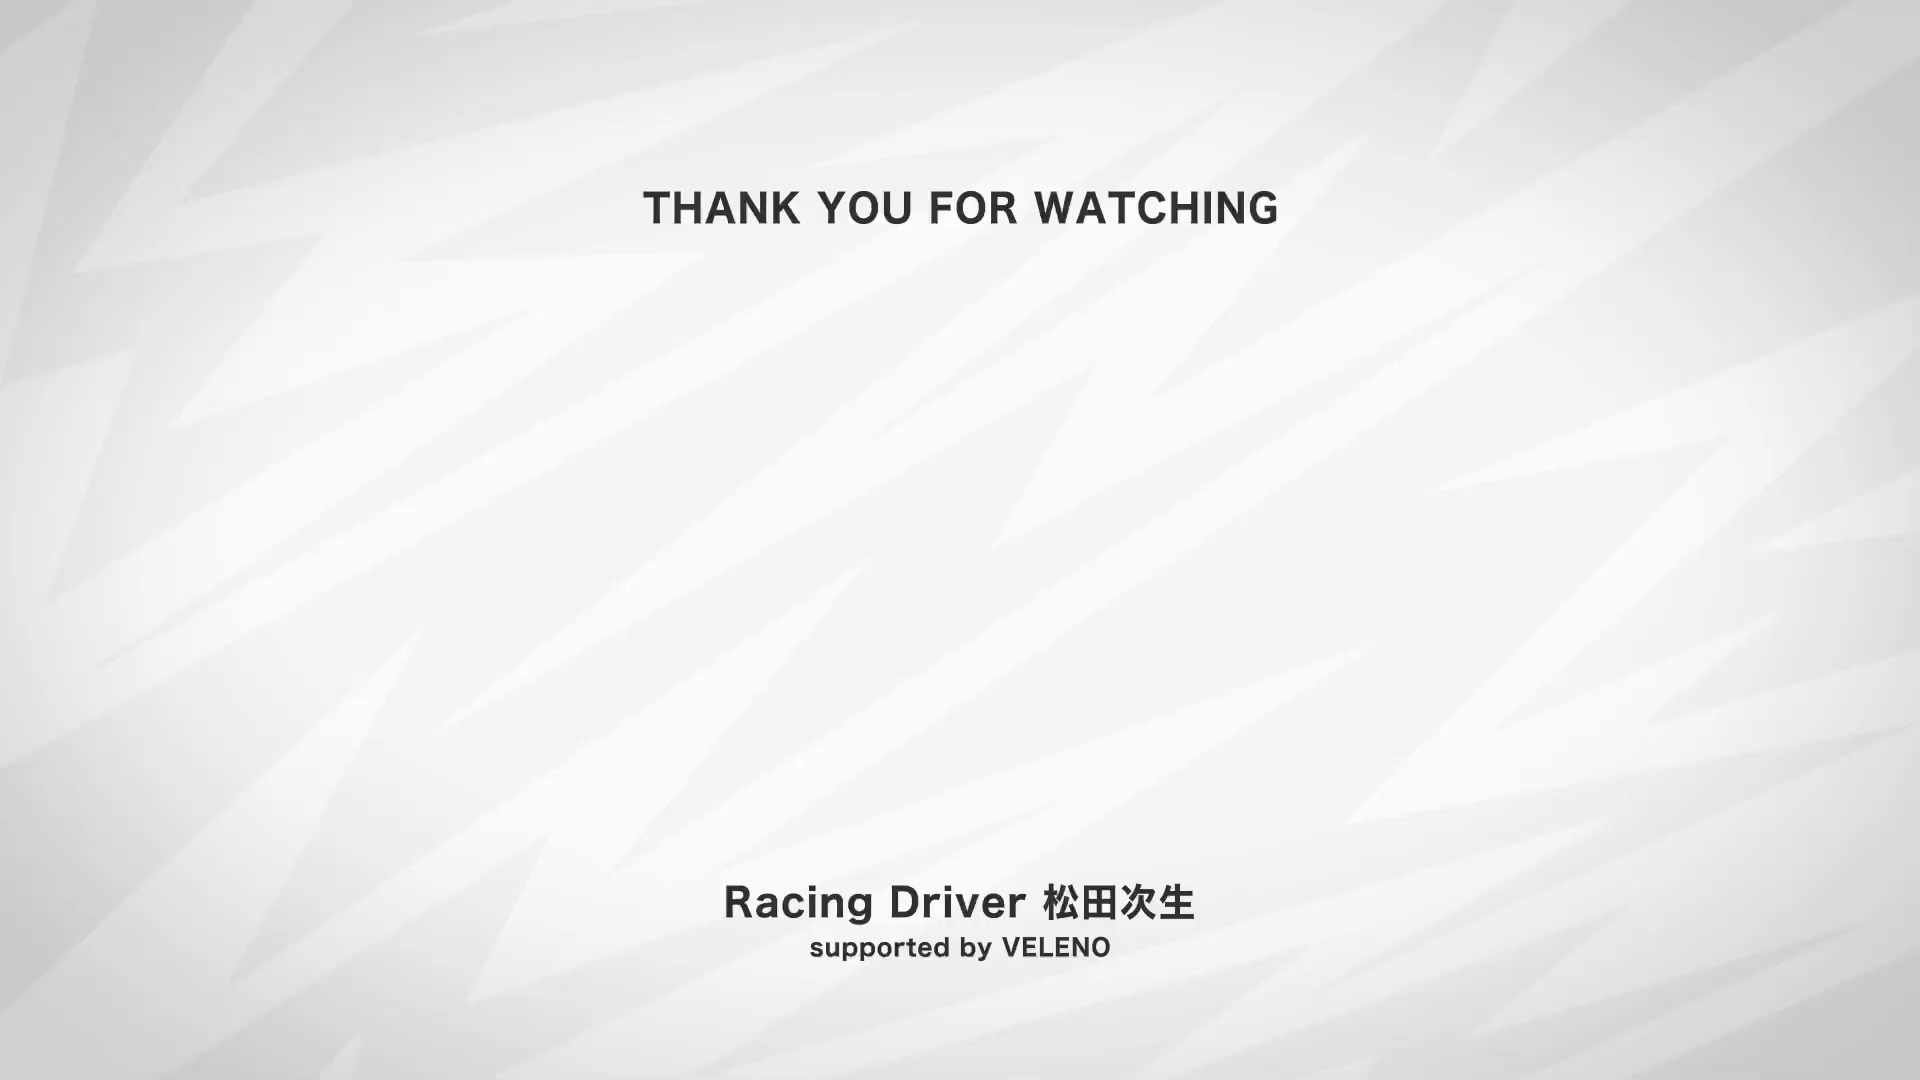 THANK YOU FOR WATCHING
Racing Driver 松田次生
supported by VELENO